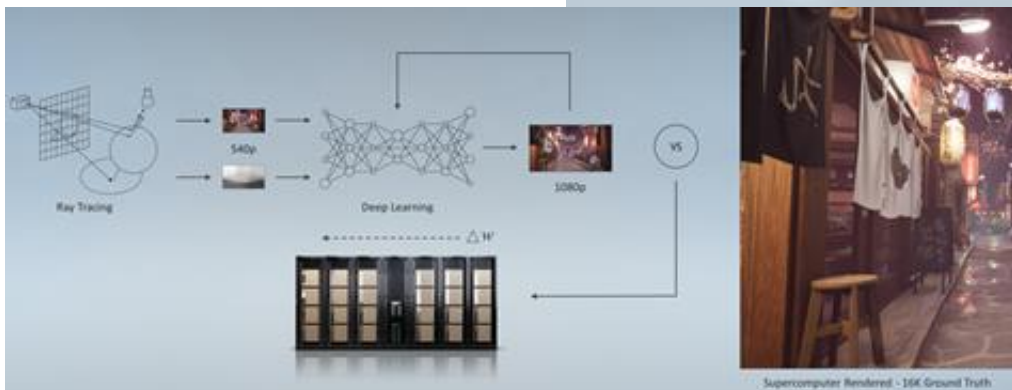 540p
VS
1080p
Ray Tracing
Deep Learning
△ W
Supercomputer Rendered - 16K Ground Truth